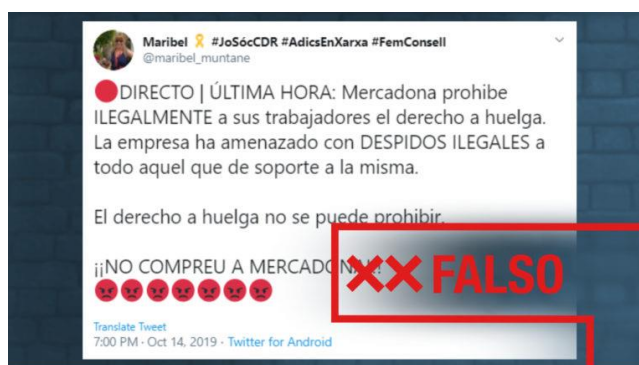 Maribel 🎗 #JoSócCDR #AdicsEnXarxa #FemConsell
@maribel_muntane
🔴DIRECTO | ÚLTIMA HORA: Mercadona prohibe
ILEGALMENTE a sus trabajadores el derecho a huelga.
La empresa ha amenazado con DESPIDOS ILEGALES a
todo aquel que de soporte a la misma.
El derecho a huelga no se puede prohibir.
¡¡NO COMPREU A MERCADONA!!
😡😡😡😡😡😡😡
XX FALSO
Translate Tweet
7:00 PM · Oct 14, 2019 · Twitter for Android